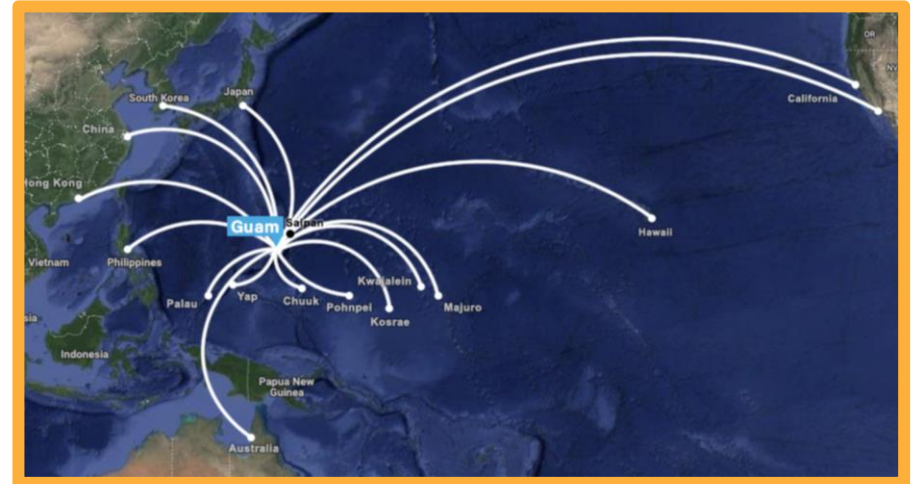 OR
NV
Japan
South Korea
California
China
Hong Kong
Guam
Saipan
Hawaii
Vietnam
Philippines
Kwajalein
Palau
Yap
Chuuk
Pohnpei
Majuro
Kosrae
Indonesia
Papua New
Guinea
Australia